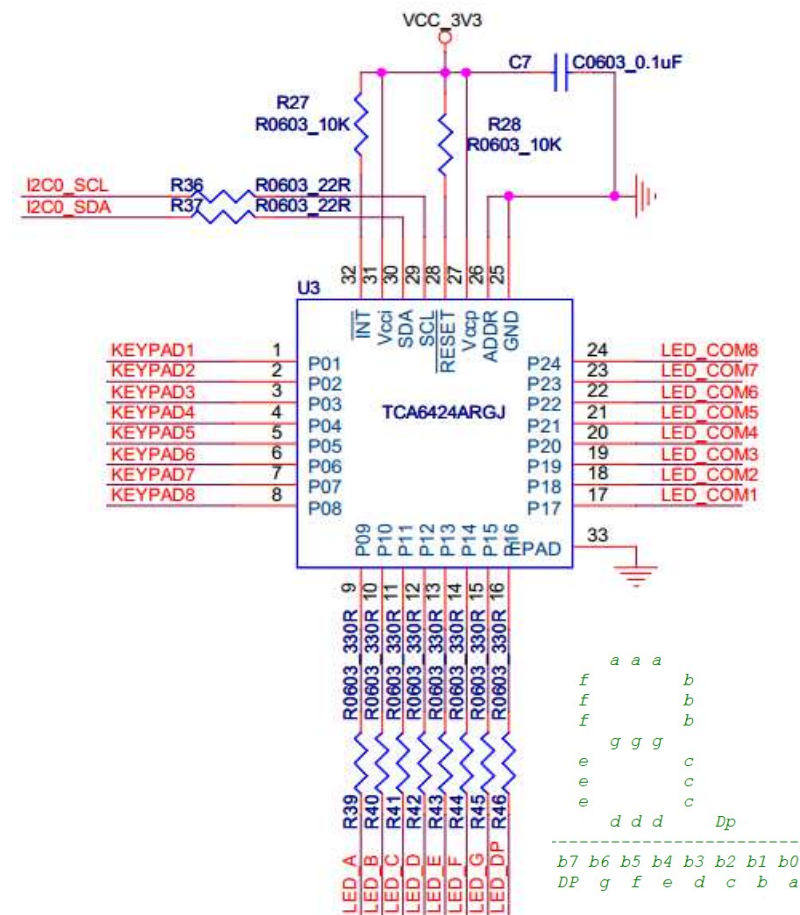 VCC_3V3
C7 C0603_0.1uF
R27
R0603_10K
R28
R0603_10K
I2C0_SCL R36 R0603_22R
I2C0_SDA R37 R0603_22R
32 31 30 29 28 27 26 25
U3
INT Vcci SDA SCL RESET Vccp ADDR GND
KEYPAD1 1 P01 P24 24 LED_COM8
KEYPAD2 2 P02 P23 23 LED_COM7
KEYPAD3 3 P03 P22 22 LED_COM6
KEYPAD4 4 P04 P21 21 LED_COM5
KEYPAD5 5 P05 P20 20 LED_COM4
KEYPAD6 6 P06 P19 19 LED_COM3
KEYPAD7 7 P07 P18 18 LED_COM2
KEYPAD8 8 P08 P17 17 LED_COM1
TCA6424ARGJ
P09 P10 P11 P12 P13 P14 P15 P16 EPAD 33
9 10 11 12 13 14 15 16
R0603_330R R0603_330R R0603_330R R0603_330R R0603_330R R0603_330R R0603_330R R0603_330R
R39 R40 R41 R42 R43 R44 R45 R46
LED_A LED_B LED_C LED_D LED_E LED_F LED_G LED_DP
a a a
f b
f b
f b
g g g
e c
e c
e c
d d d Dp
--------------------------------
b7 b6 b5 b4 b3 b2 b1 b0
DP g f e d c b a